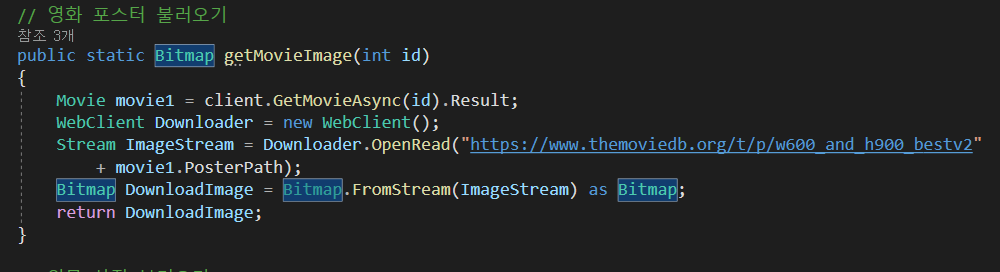 // 영화 포스터 불러오기
참조 3개
public static Bitmap getMovieImage(int id)
{
Movie movie1 = client.GetMovieAsync(id).Result;
WebClient Downloader = new WebClient();
Stream ImageStream = Downloader.OpenRead("https://www.themoviedb.org/t/p/w600_and_h900_bestv2"
+ movie1.PosterPath);
Bitmap DownloadImage = Bitmap.FromStream(ImageStream) as Bitmap;
return DownloadImage;
}